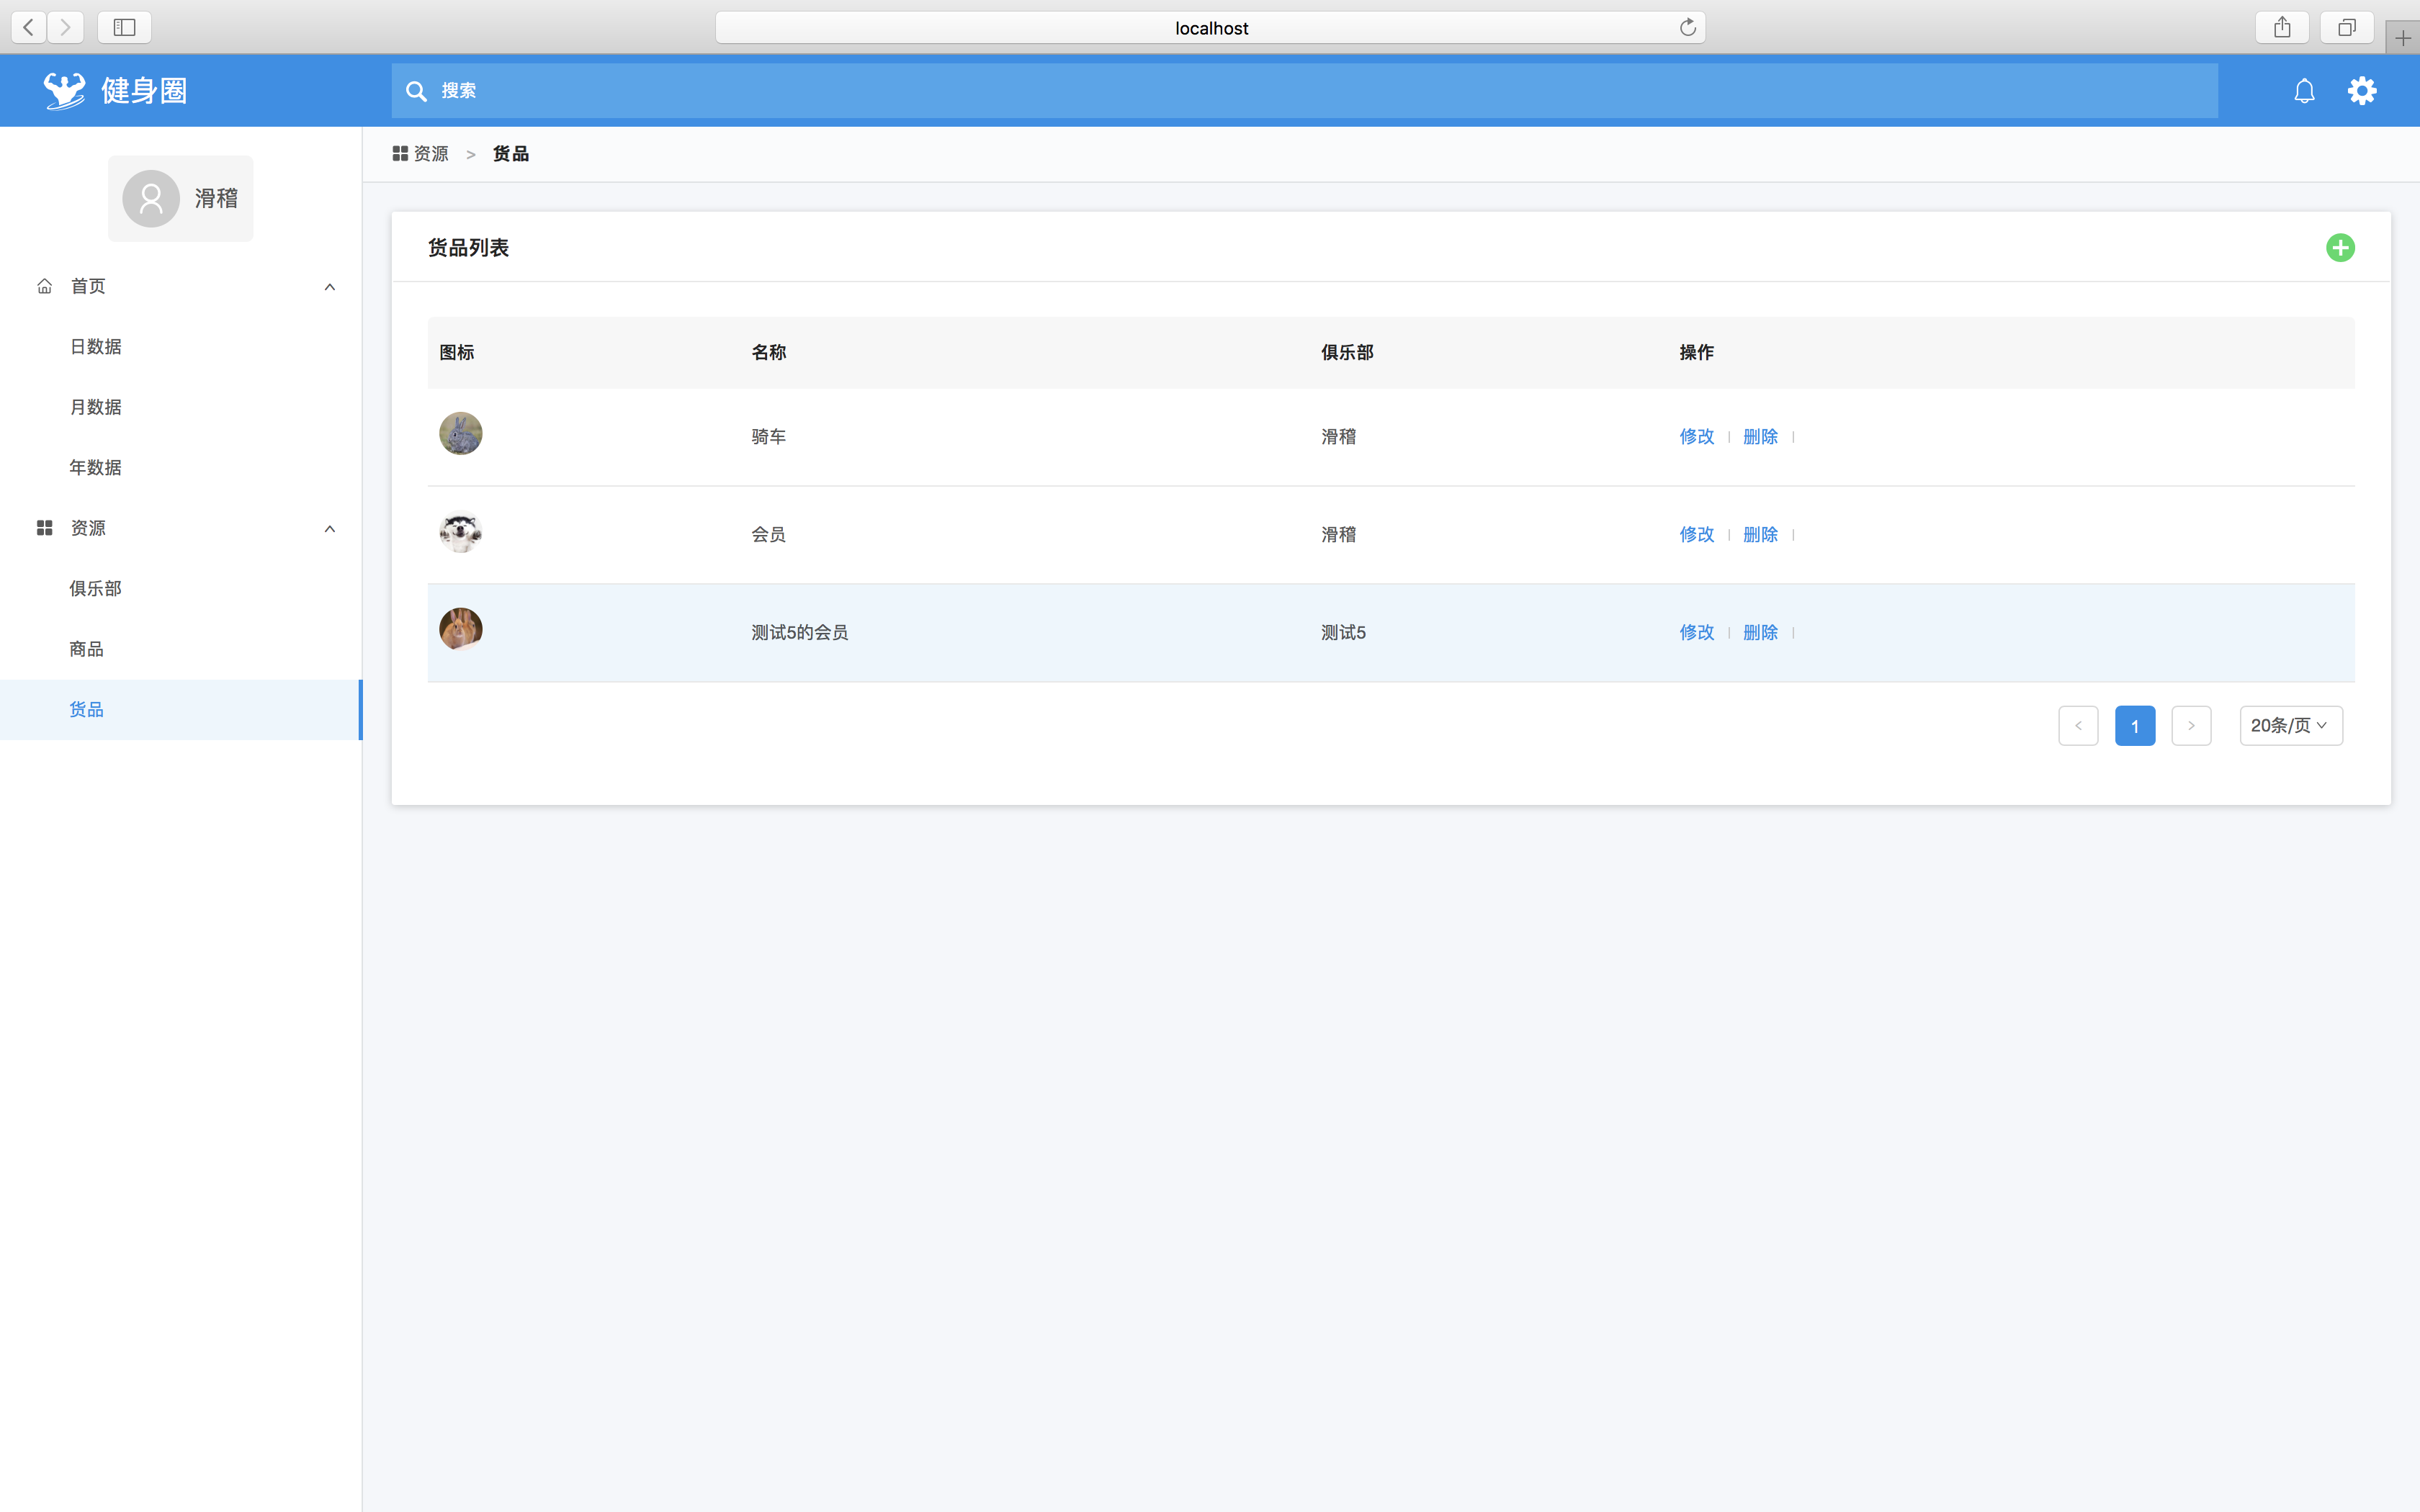 localhost
健身圈
搜索
资源 > 货品
滑稽
首页
日数据
月数据
年数据
资源
俱乐部
商品
货品
货品列表
图标 名称 俱乐部 操作
骑车 滑稽 修改 删除
会员 滑稽 修改 删除
测试5的会员 测试5 修改 删除
< 1 > 20条/页